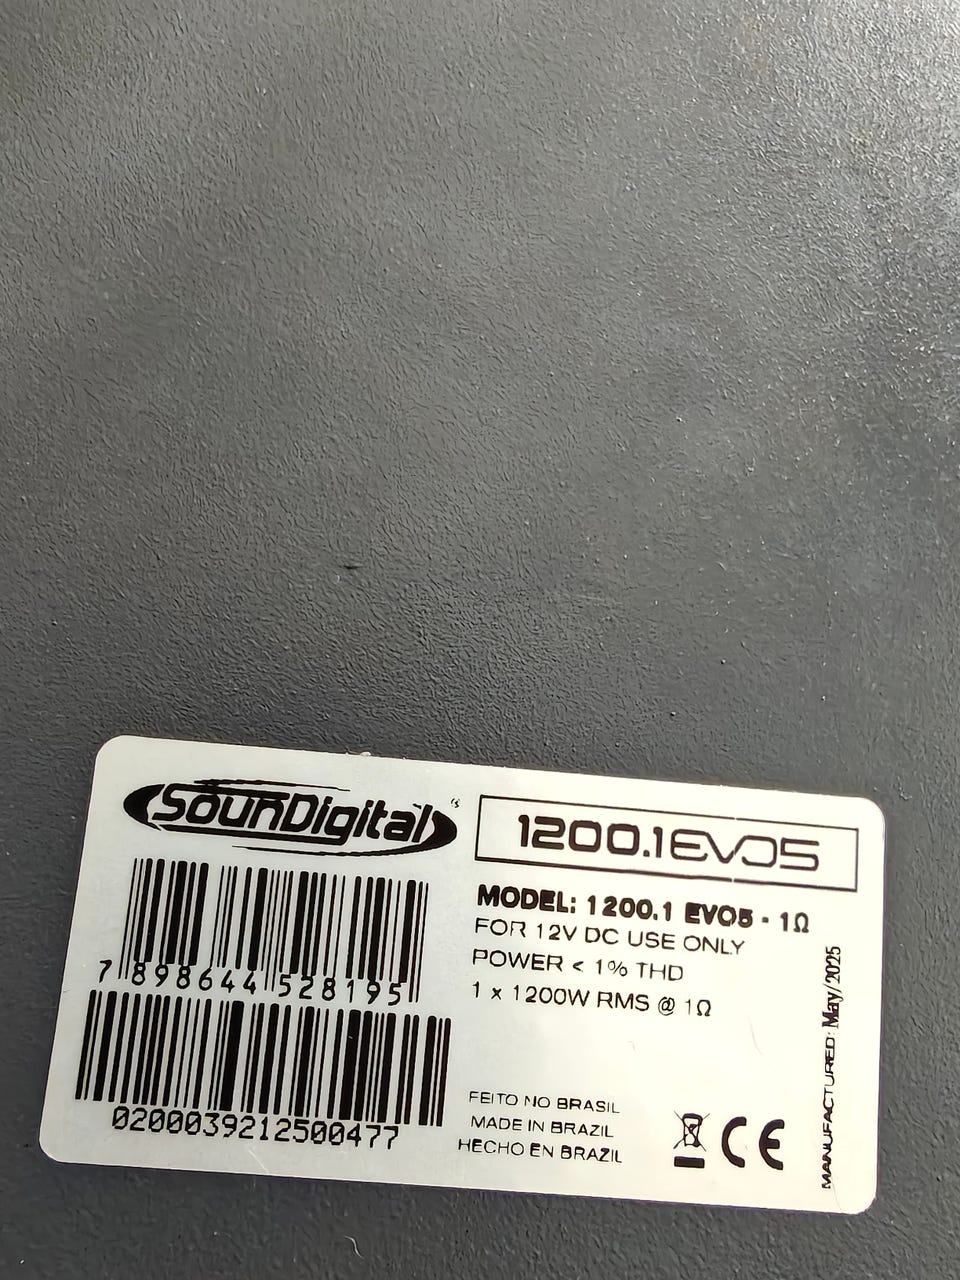 SounDigital
1200.1EVO5
MODEL: 1200.1 EVO5 - 1Ω
FOR 12V DC USE ONLY
POWER < 1% THD
1 x 1200W RMS @ 1Ω
7 898644 528195
0200039212500477
FEITO NO BRASIL
MADE IN BRAZIL
HECHO EN BRAZIL
CE
MANUFACTURED: May/2025